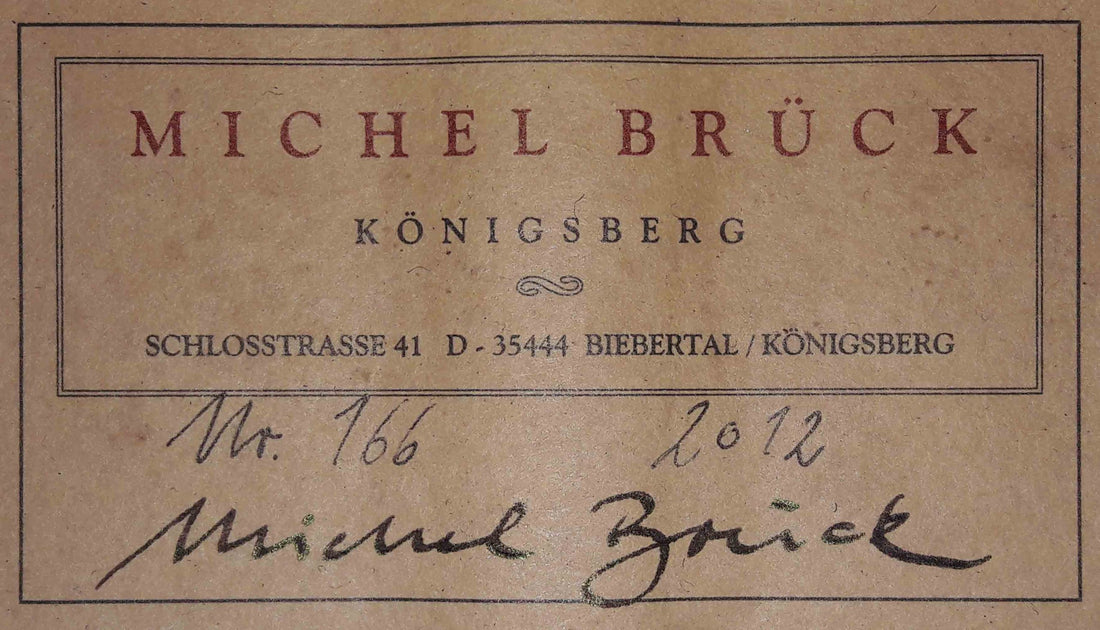 MICHEL BRÜCK
KÖNIGSBERG
SCHLOSSTRASSE 41 D - 35444 BIEBERTAL / KÖNIGSBERG
Nr. 166 2012
Michel Brück